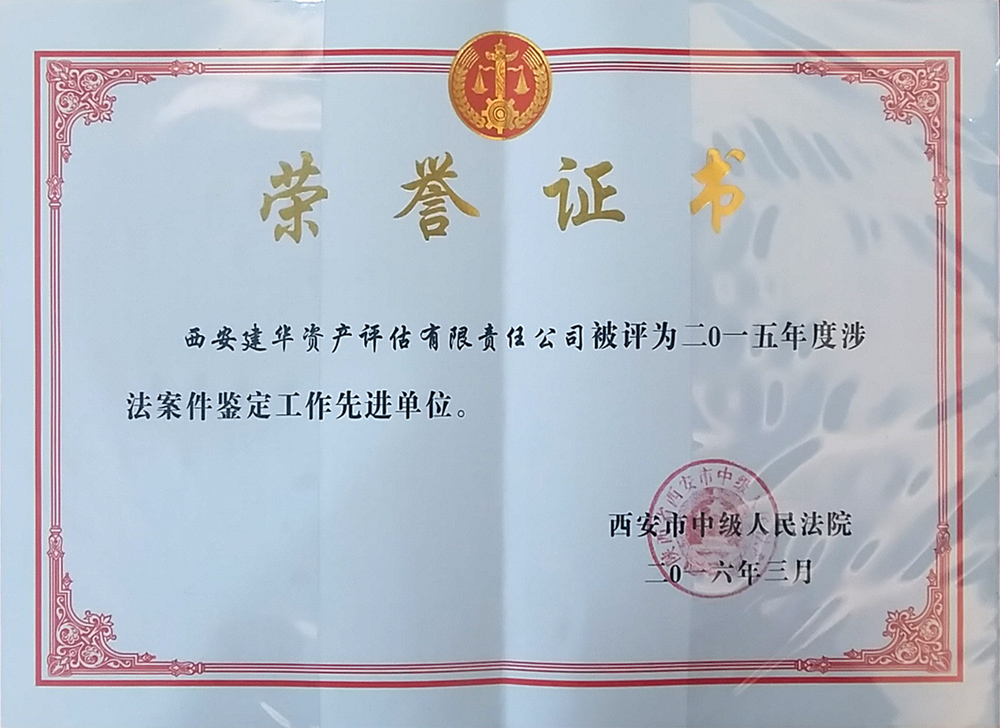 荣誉证书
西安建华资产评估有限责任公司被评为二〇一五年度涉
法案件鉴定工作先进单位。
西安市中级人民法院
二〇一六年三月